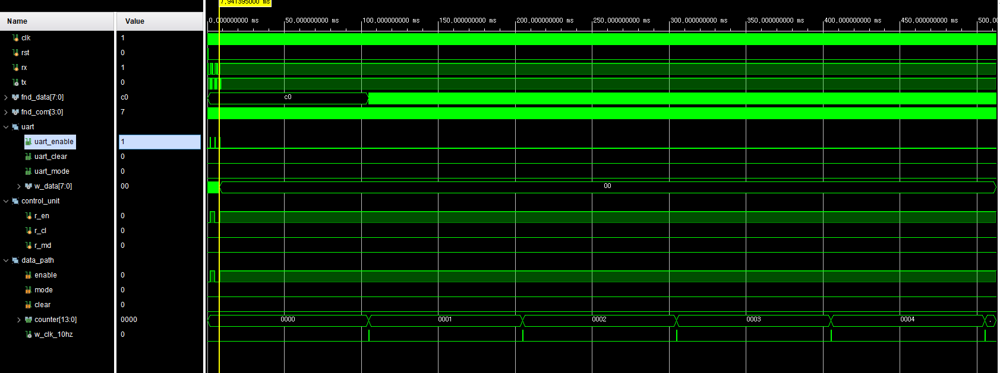 7,941395000 ms
Name Value
0,000000000 ms 50,000000000 ms 100,000000000 ms 150,000000000 ms 200,000000000 ms 250,000000000 ms 300,000000000 ms 350,000000000 ms 400,000000000 ms 450,000000000 ms 500,0
clk 1
rst 0
rx 1
tx 0
fnd_data[7:0] c0 c0
fnd_com[3:0] 7
uart
uart_enable 1
uart_clear 0
uart_mode 0
w_data[7:0] 00 00
control_unit
r_en 0
r_cl 0
r_md 0
data_path
enable 0
mode 0
clear 0
counter[13:0] 0000 0000 0001 0002 0003 0004 .
w_clk_10hz 0